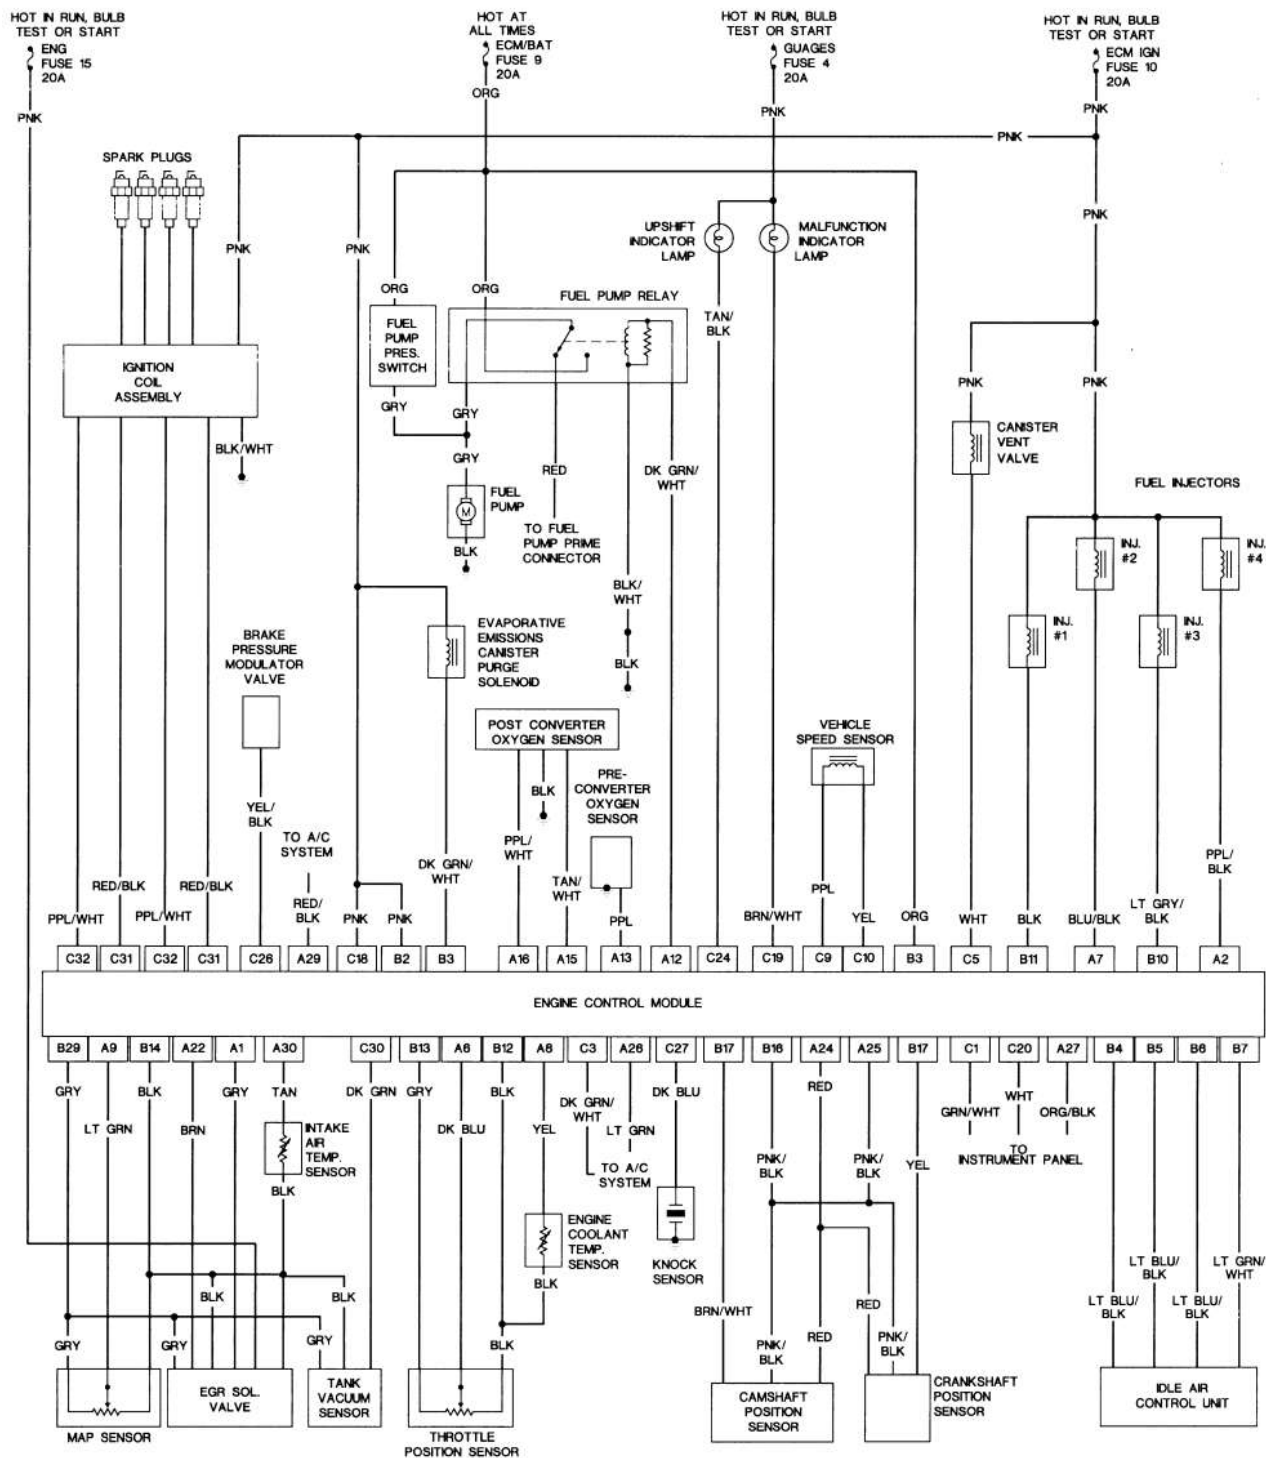 HOT IN RUN, BULB
TEST OR START
ENG
FUSE 15
20A
PNK
HOT AT
ALL TIMES
ECM/BAT
FUSE 9
20A
ORG
HOT IN RUN, BULB
TEST OR START
GUAGES
FUSE 4
20A
PNK
HOT IN RUN, BULB
TEST OR START
ECM IGN
FUSE 10
20A
PNK
PNK
SPARK PLUGS
PNK
PNK
PNK
UPSHIFT
INDICATOR
LAMP
MALFUNCTION
INDICATOR
LAMP
ORG
ORG
FUEL PUMP RELAY
TAN/
BLK
FUEL
PUMP
PRES.
SWITCH
IGNITION
COIL
ASSEMBLY
PNK
PNK
GRY
GRY
BLK/WHT
GRY
RED
DK GRN/
WHT
CANISTER
VENT
VALVE
FUEL INJECTORS
FUEL
PUMP
M
BLK
TO FUEL
PUMP PRIME
CONNECTOR
INJ.
#2
INJ.
#4
BLK/
WHT
INJ.
#1
INJ.
#3
BRAKE
PRESSURE
MODULATOR
VALVE
EVAPORATIVE
EMISSIONS
CANISTER
PURGE
SOLENOID
BLK
POST CONVERTER
OXYGEN SENSOR
VEHICLE
SPEED SENSOR
PRE-
CONVERTER
OXYGEN
SENSOR
BLK
YEL/
BLK
TO A/C
SYSTEM
PPL/
WHT
DK GRN/
WHT
PPL/
BLK
RED/BLK
RED/BLK
TAN/
WHT
PPL
LT GRY/
BLK
PPL/WHT
PPL/WHT
RED/
BLK
PNK
PNK
PPL
BRN/WHT
YEL
ORG
WHT
BLK
BLU/BLK
C32
C31
C32
C31
C26
A29
C18
B2
B3
A16
A15
A13
A12
C24
C19
C9
C10
B3
C5
B11
A7
B10
A2
ENGINE CONTROL MODULE
B29
A9
B14
A22
A1
A30
C30
B13
A6
B12
A8
C3
A26
C27
B17
B16
A24
A25
B17
C1
C20
A27
B4
B5
B6
B7
GRY
BLK
GRY
TAN
DK GRN
GRY
BLK
DK GRN/
WHT
DK BLU
RED
WHT
GRN/WHT
ORG/BLK
LT GRN
BRN
INTAKE
AIR
TEMP.
SENSOR
DK BLU
YEL
LT GRN
TO
INSTRUMENT PANEL
TO A/C
SYSTEM
PNK/
BLK
PNK/
BLK
YEL
BLK
ENGINE
COOLANT
TEMP.
SENSOR
KNOCK
SENSOR
BLK
BLK
BLK
LT BLU/
BLK
LT GRN/
WHT
BRN/WHT
RED
LT BLU/
BLK
LT BLU/
BLK
GRY
GRY
GRY
BLK
PNK/
BLK
RED
PNK/
BLK
EGR SOL.
VALVE
TANK
VACUUM
SENSOR
CAMSHAFT
POSITION
SENSOR
CRANKSHAFT
POSITION
SENSOR
IDLE AIR
CONTROL UNIT
MAP SENSOR
THROTTLE
POSITION SENSOR